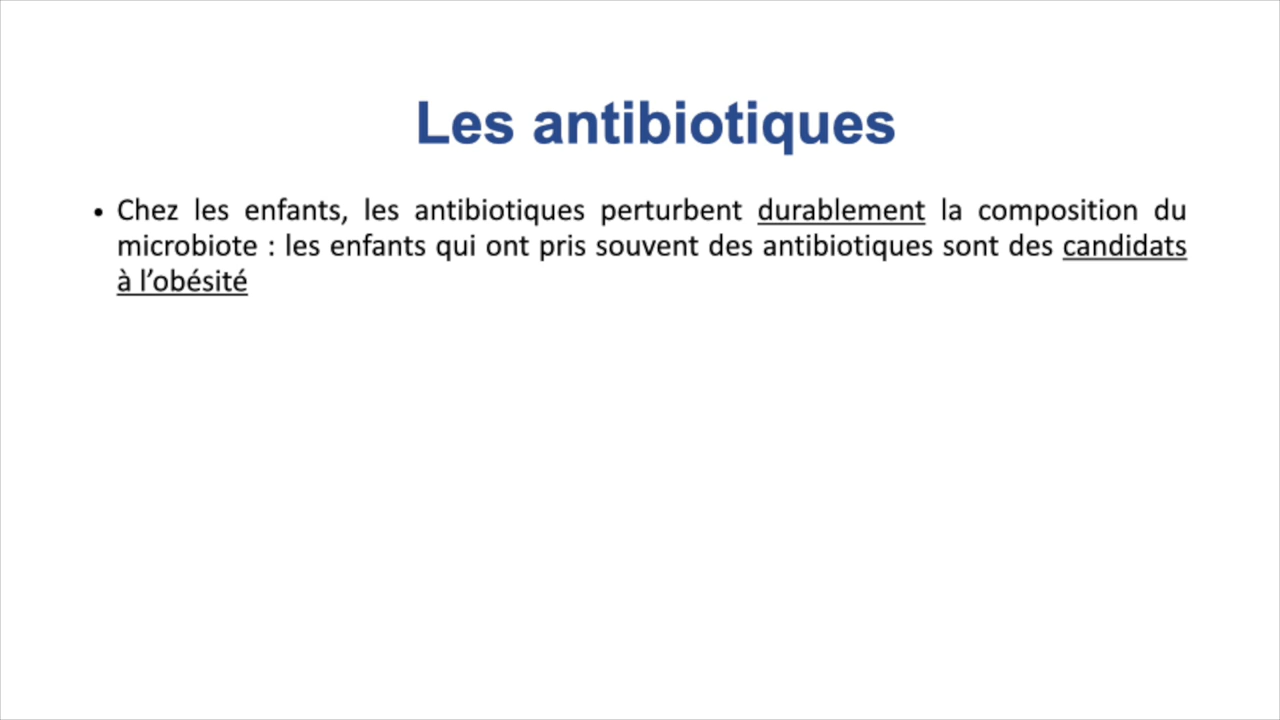 Les antibiotiques
• Chez les enfants, les antibiotiques perturbent durablement la composition du
microbiote : les enfants qui ont pris souvent des antibiotiques sont des candidats
à l’obésité